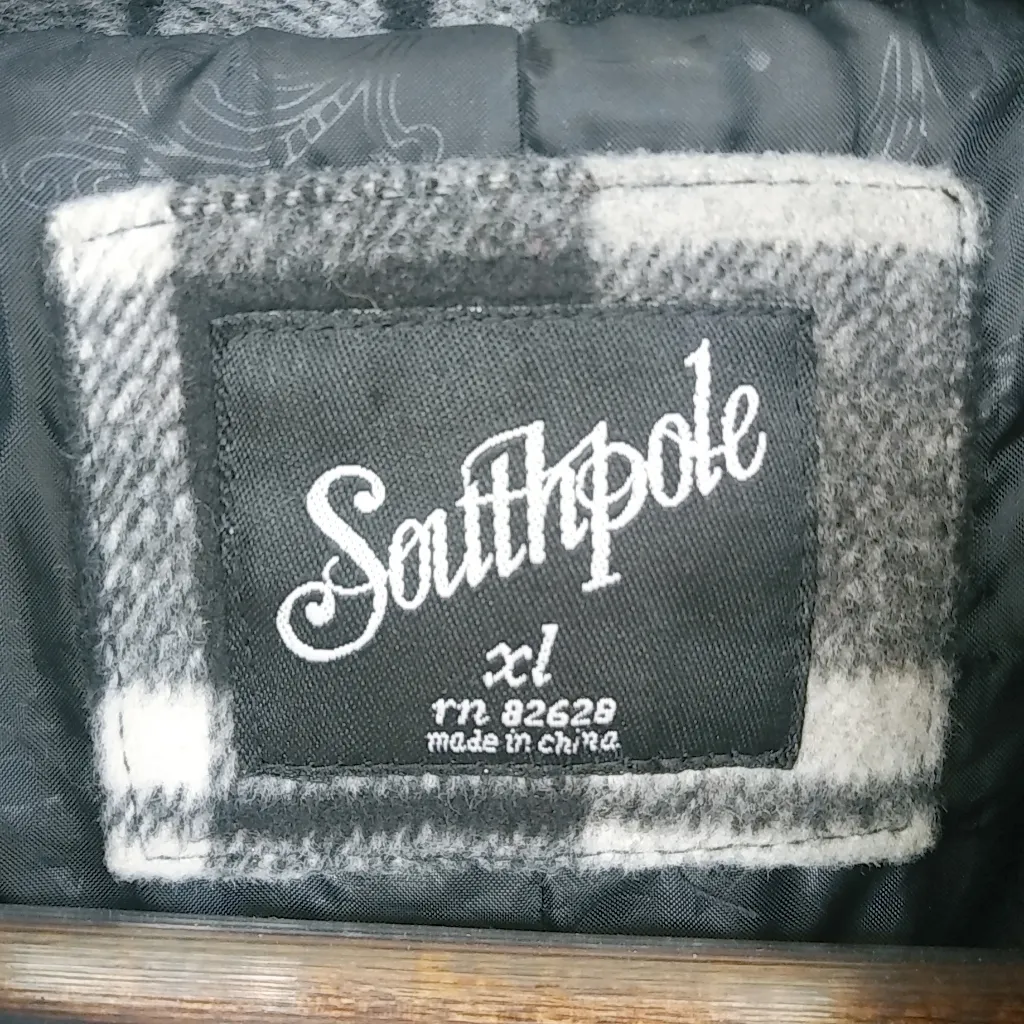 Southpole
xl
rn 82628
made in china